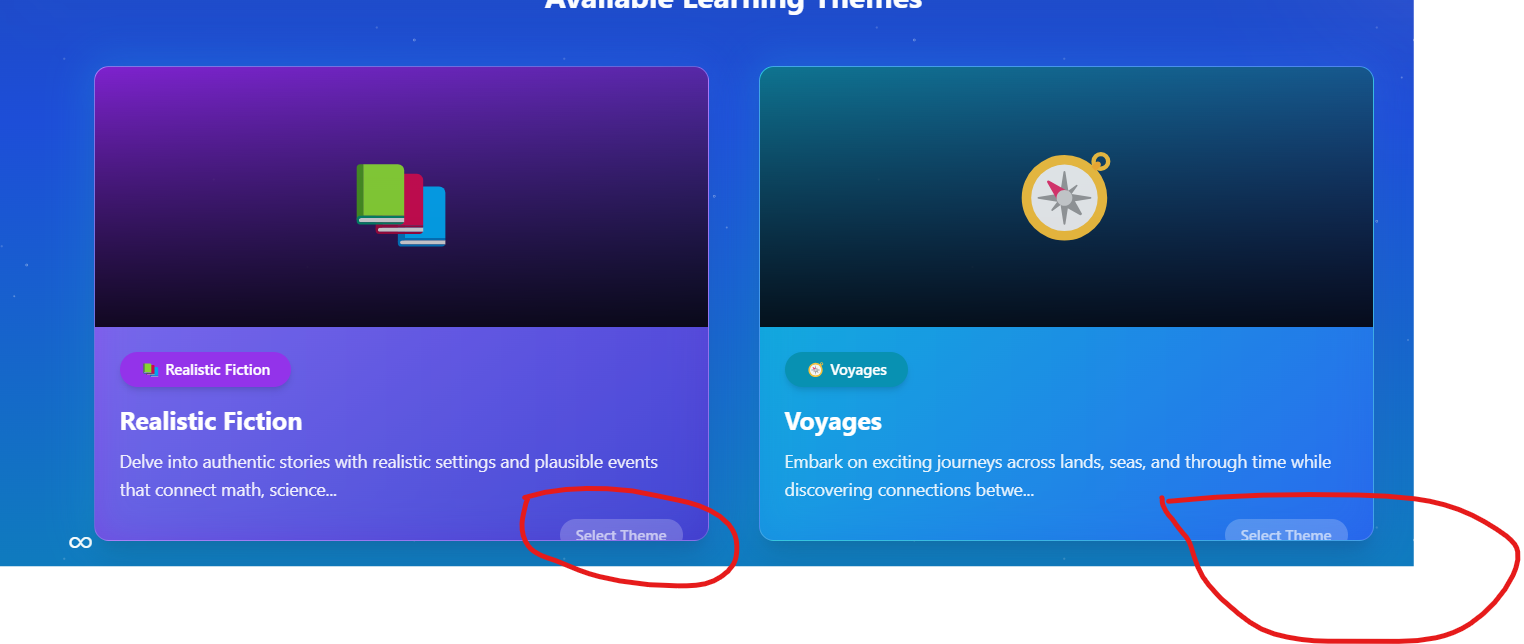 Available Learning Themes
Realistic Fiction
Voyages
Realistic Fiction
Voyages
Delve into authentic stories with realistic settings and plausible events
that connect math, science...
Embark on exciting journeys across lands, seas, and through time while
discovering connections betwe...
Select Theme
Select Theme